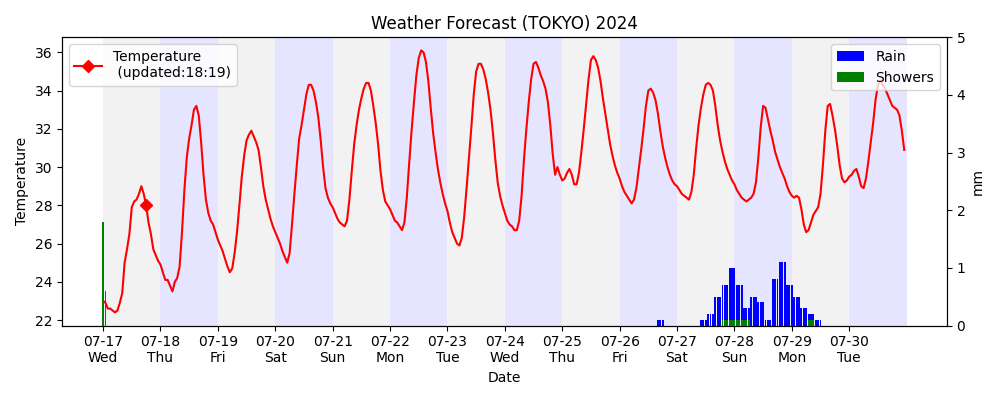 Weather Forecast (TOKYO) 2024
Temperature
(updated:18:19)
Rain
Showers
Temperature
36
34
32
30
28
26
24
22
5
4
3
2
1
0
mm
07-17 07-18 07-19 07-20 07-21 07-22 07-23 07-24 07-25 07-26 07-27 07-28 07-29 07-30
Wed Thu Fri Sat Sun Mon Tue Wed Thu Fri Sat Sun Mon Tue
Date